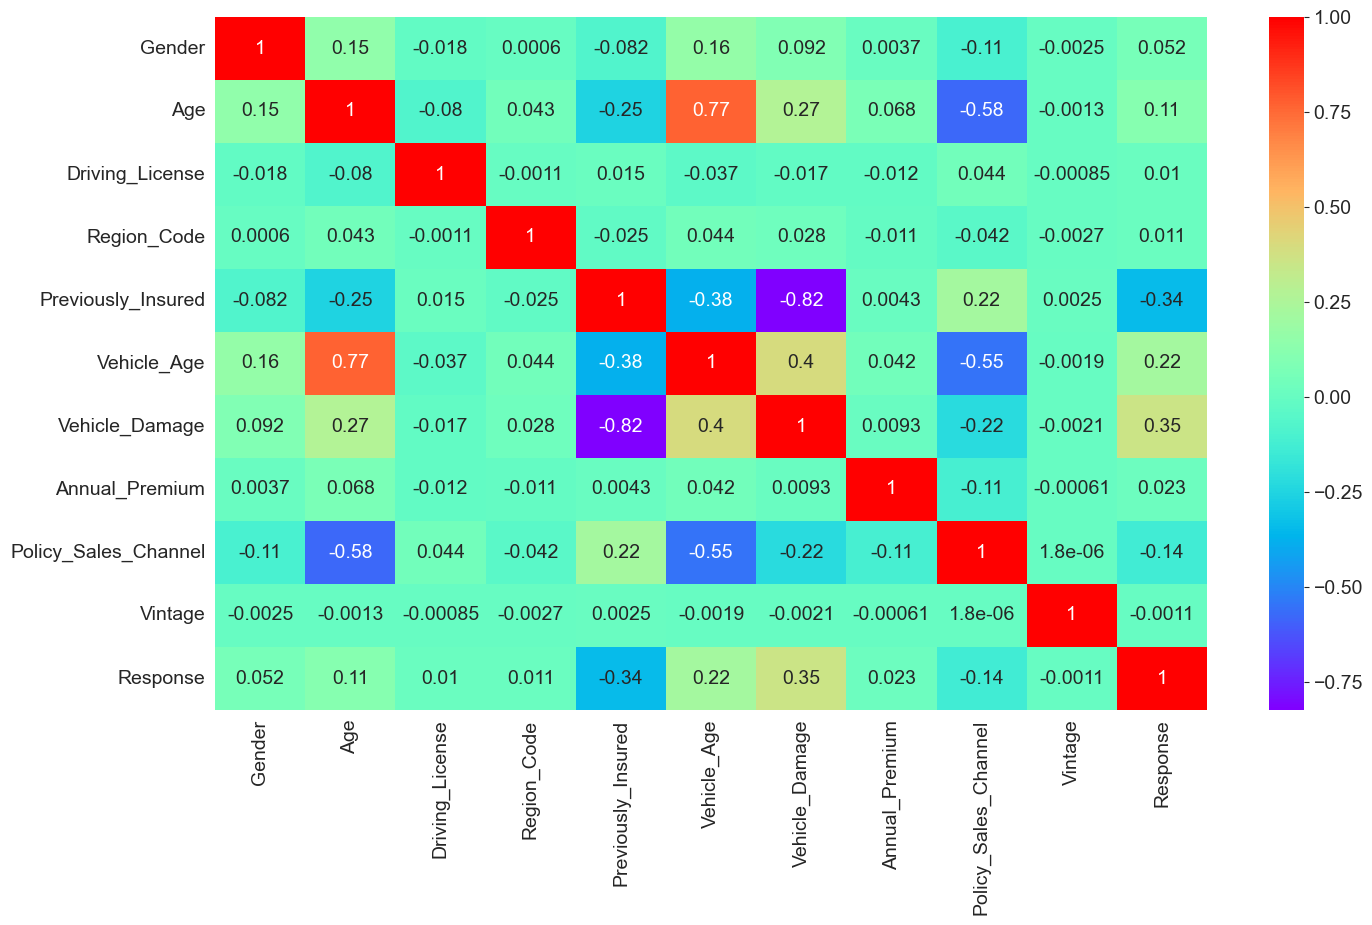 Gender 1 0.15 -0.018 0.0006 -0.082 0.16 0.092 0.0037 -0.11 -0.0025 0.052
Age 0.15 1 -0.08 0.043 -0.25 0.77 0.27 0.068 -0.58 -0.0013 0.11
Driving_License -0.018 -0.08 1 -0.0011 0.015 -0.037 -0.017 -0.012 0.044 -0.00085 0.01
Region_Code 0.0006 0.043 -0.0011 1 -0.025 0.044 0.028 -0.011 -0.042 -0.0027 0.011
Previously_Insured -0.082 -0.25 0.015 -0.025 1 -0.38 -0.82 0.0043 0.22 0.0025 -0.34
Vehicle_Age 0.16 0.77 -0.037 0.044 -0.38 1 0.4 0.042 -0.55 -0.0019 0.22
Vehicle_Damage 0.092 0.27 -0.017 0.028 -0.82 0.4 1 0.0093 -0.22 -0.0021 0.35
Annual_Premium 0.0037 0.068 -0.012 -0.011 0.0043 0.042 0.0093 1 -0.11 -0.00061 0.023
Policy_Sales_Channel -0.11 -0.58 0.044 -0.042 0.22 -0.55 -0.22 -0.11 1 1.8e-06 -0.14
Vintage -0.0025 -0.0013 -0.00085 -0.0027 0.0025 -0.0019 -0.0021 -0.00061 1.8e-06 1 -0.0011
Response 0.052 0.11 0.01 0.011 -0.34 0.22 0.35 0.023 -0.14 -0.0011 1
Gender
Age
Driving_License
Region_Code
Previously_Insured
Vehicle_Age
Vehicle_Damage
Annual_Premium
Policy_Sales_Channel
Vintage
Response
1.00
0.75
0.50
0.25
0.00
−0.25
−0.50
−0.75